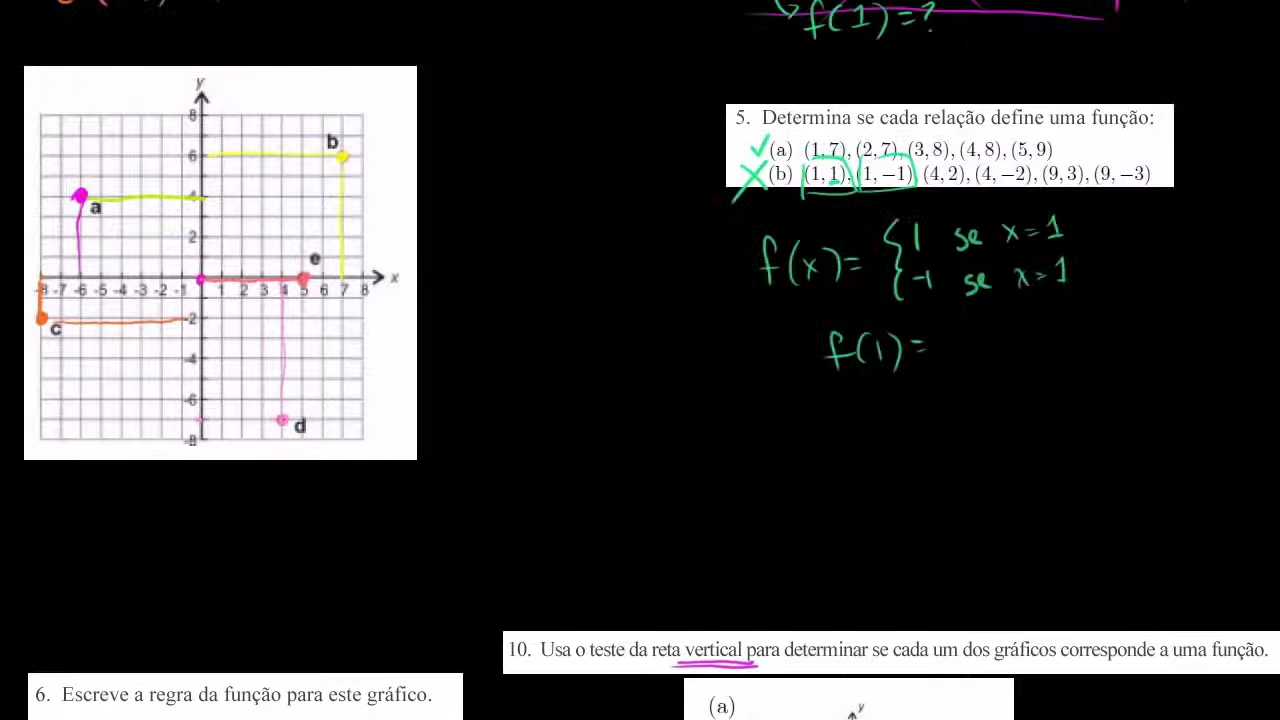 f(1)=?
y
8
b
6
4
a
2
e
x
-8 -7 -6 -5 -4 -3 -2 -1 1 2 3 4 5 6 7 8
-2
c
-4
-6
d
-8
5. Determina se cada relação define uma função:
(a) (1, 7), (2, 7), (3, 8), (4, 8), (5, 9)
(b) (1, 1), (1, −1), (4, 2), (4, −2), (9, 3), (9, −3)
f(x)= { 1 se x=1
-1 se x=1
f(1)=
10. Usa o teste da reta vertical para determinar se cada um dos gráficos corresponde a uma função.
6. Escreve a regra da função para este gráfico.
(a)
y